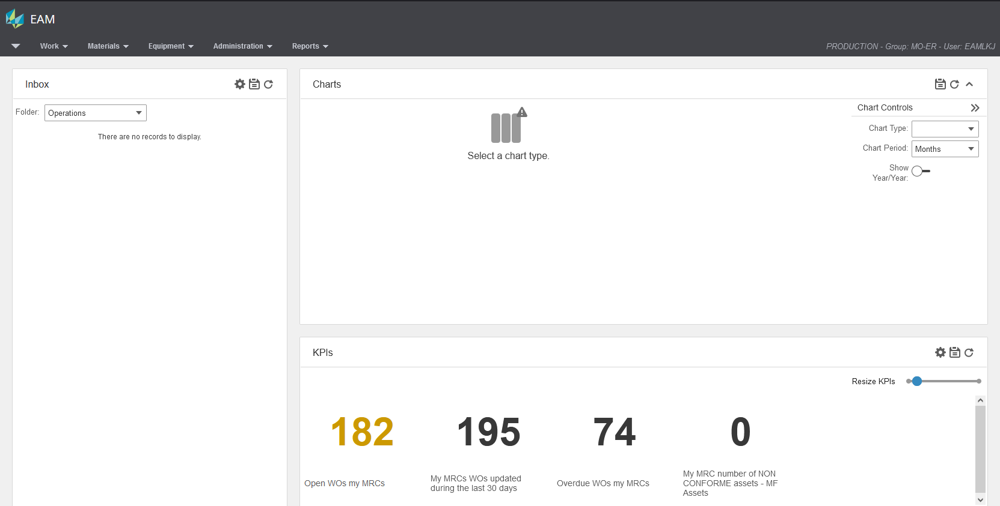 EAM
Work
Materials
Equipment
Administration
Reports
PRODUCTION - Group: MO-ER - User: EAMLKJ
Inbox
Folder:
Operations
There are no records to display.
Charts
Select a chart type.
Chart Controls
Chart Type:
Chart Period:
Months
Show
Year/Year:
KPIs
Resize KPIs
182
Open WOs my MRCs
195
My MRCs WOs updated
during the last 30 days
74
Overdue WOs my MRCs
0
My MRC number of NON
CONFORME assets - MF
Assets